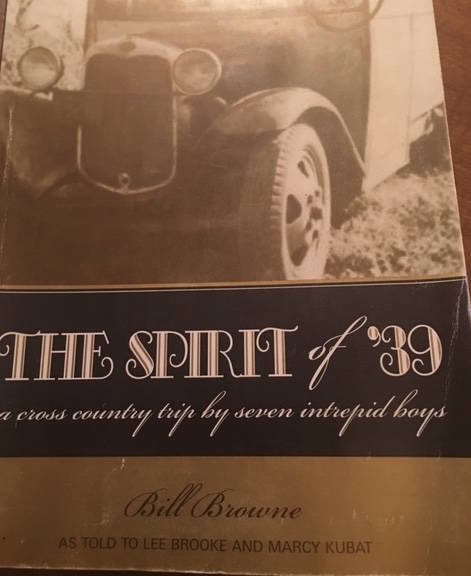 THE SPIRIT of '39
a cross country trip by seven intrepid boys
Bill Browne
AS TOLD TO LEE BROOKE AND MARCY KUBAT